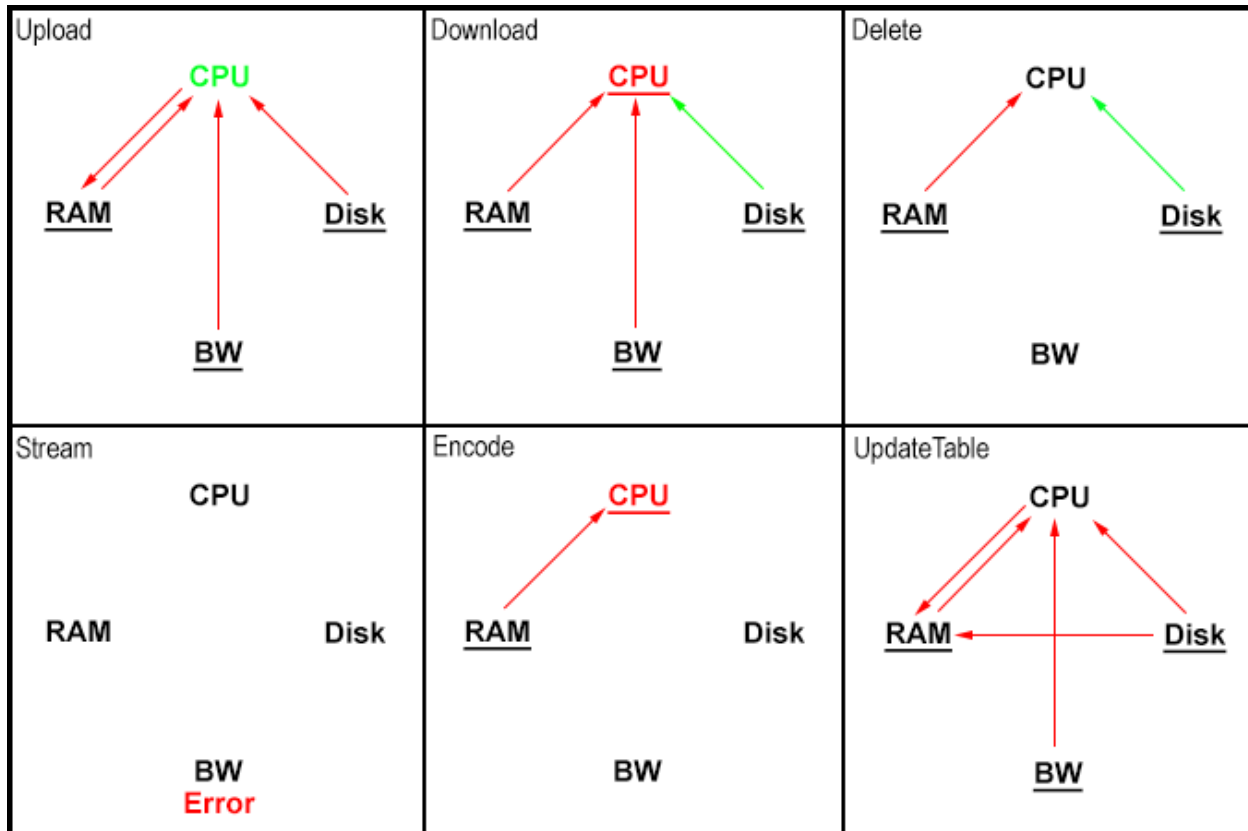 Upload
CPU
RAM
Disk
BW
Download
CPU
RAM
Disk
BW
Delete
CPU
RAM
Disk
BW
Stream
CPU
RAM
Disk
BW
Error
Encode
CPU
RAM
Disk
BW
UpdateTable
CPU
RAM
Disk
BW